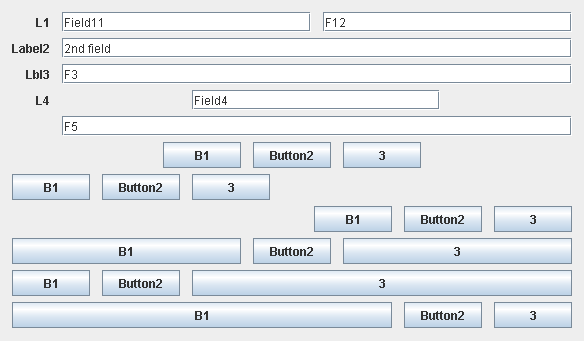 L1 Field11 F12
Label2 2nd field
Lbl3 F3
L4 Field4
F5
B1 Button2 3
B1 Button2 3
B1 Button2 3
B1 Button2 3
B1 Button2 3
B1 Button2 3